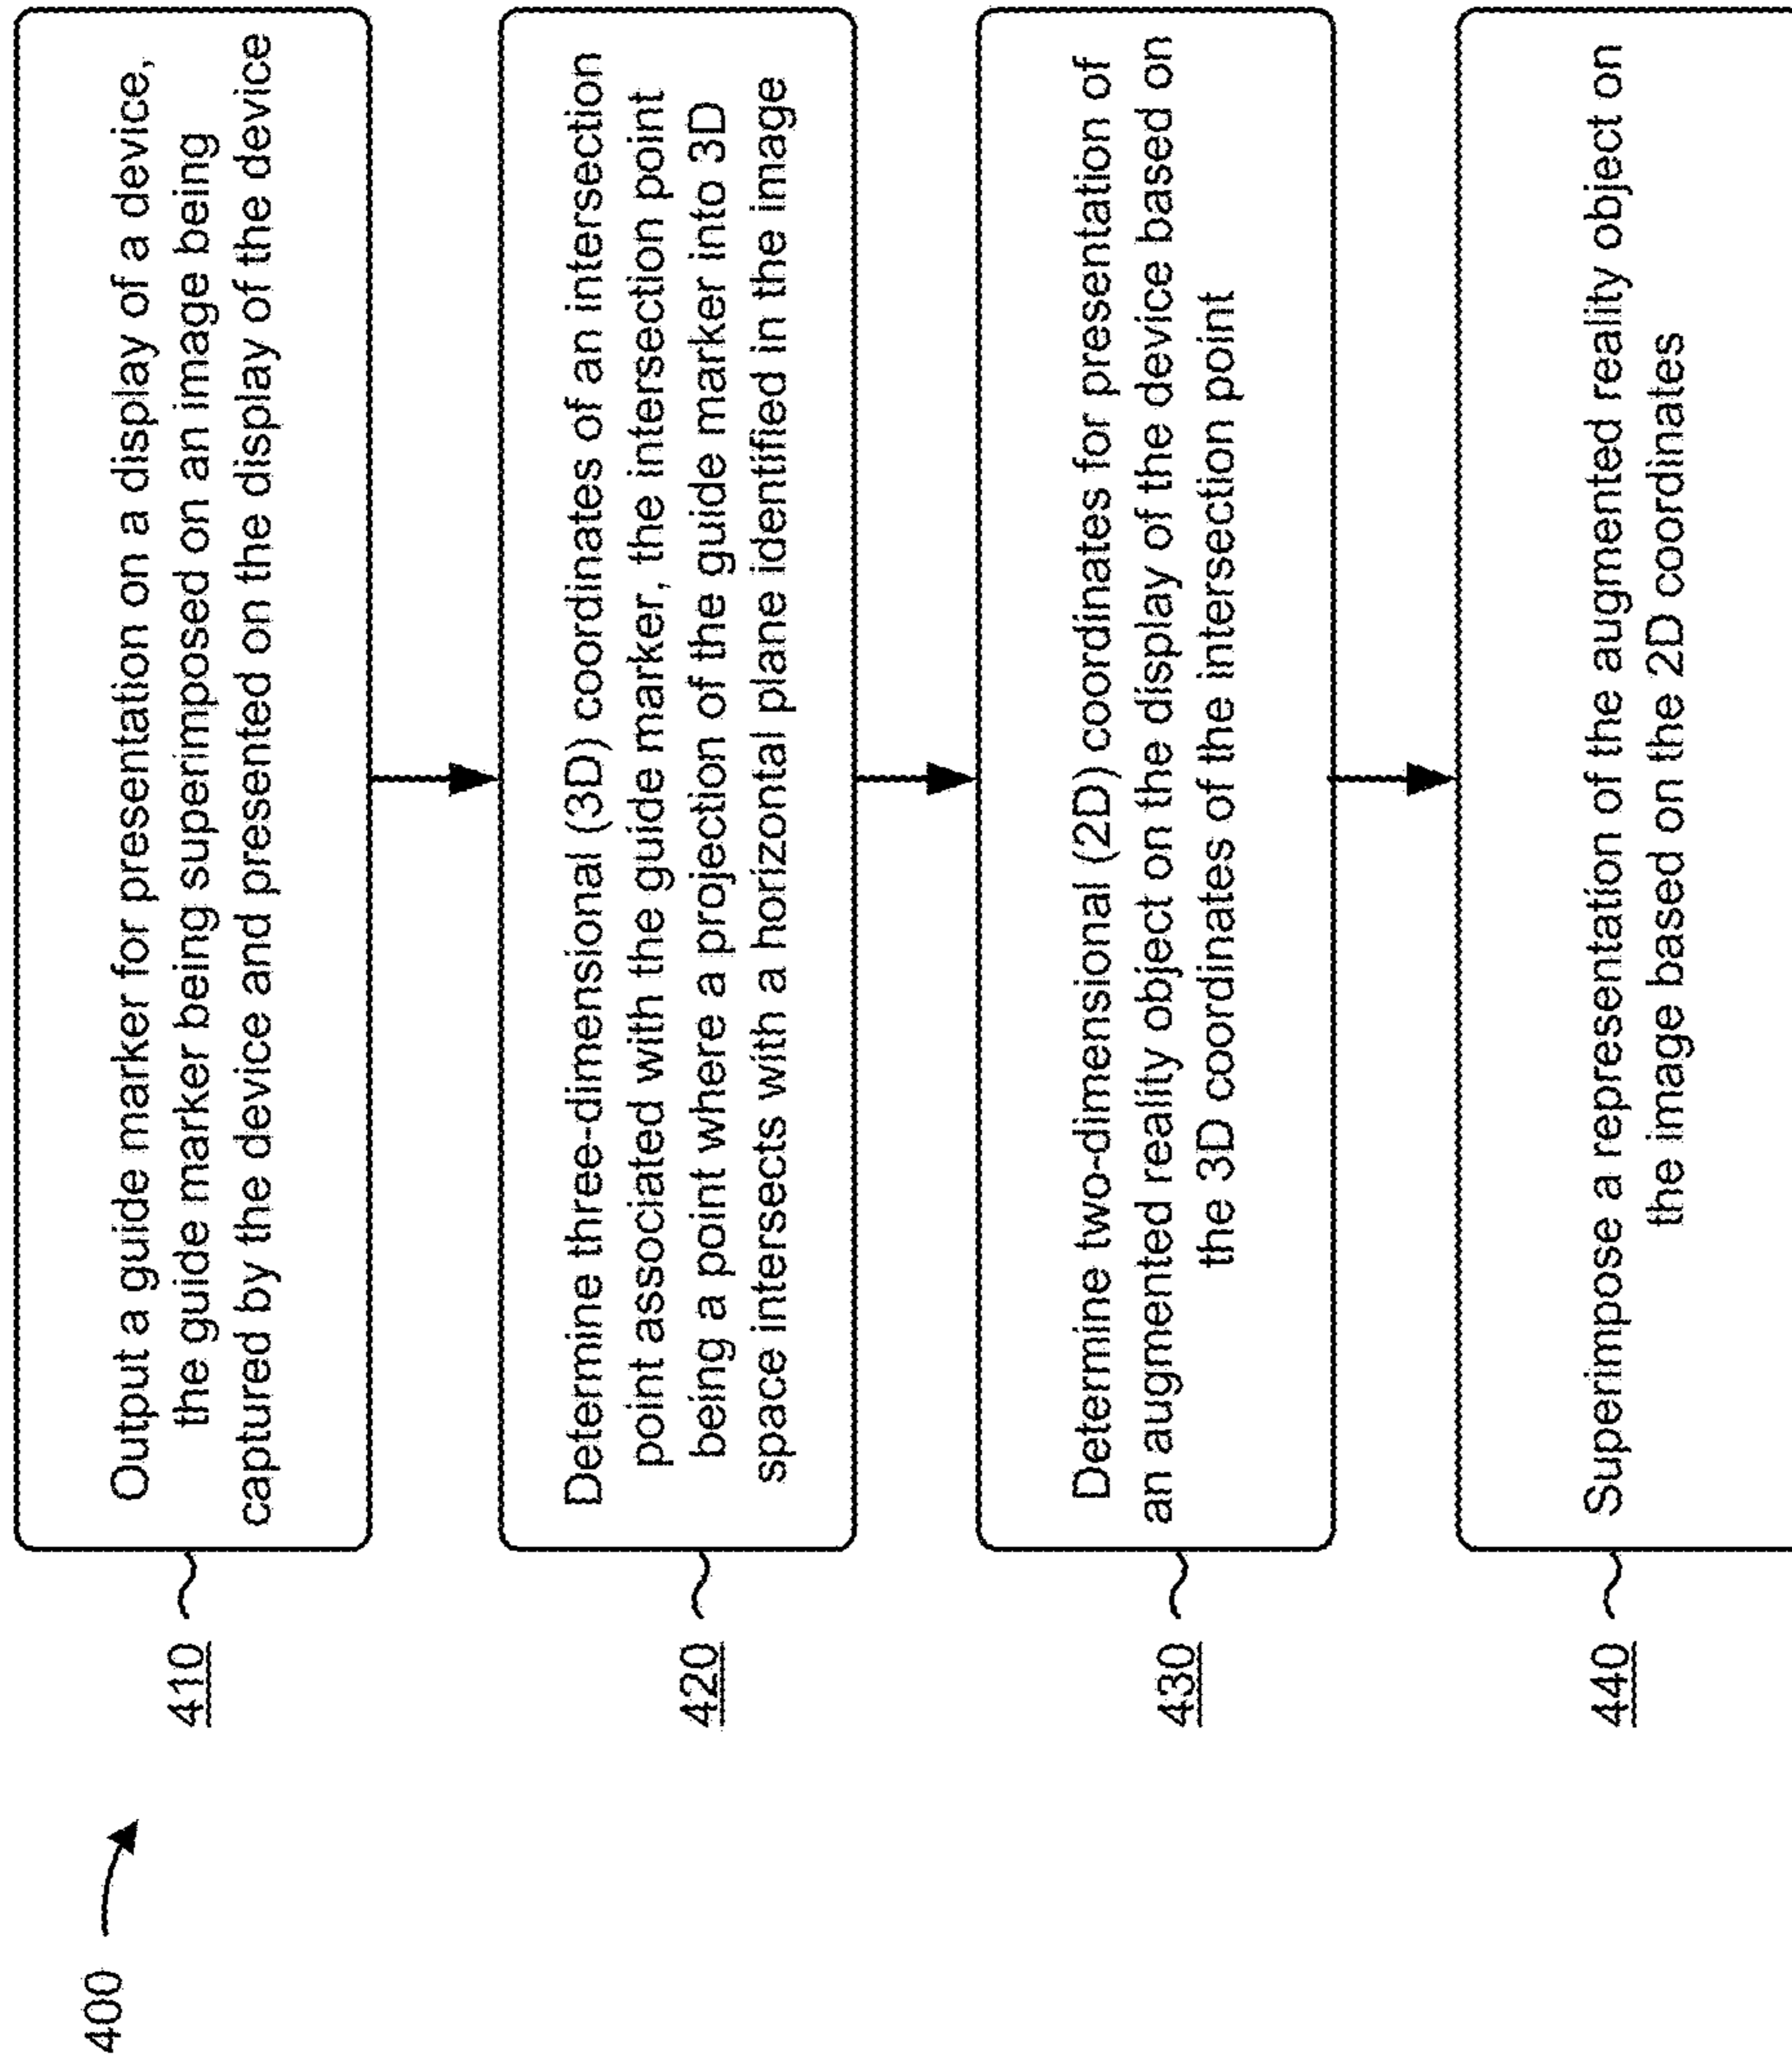 400
410
Output a guide marker for presentation on a display of a device,
the guide marker being superimposed on an image being
captured by the device and presented on the display of the device
420
Determine three-dimensional (3D) coordinates of an intersection
point associated with the guide marker, the intersection point
being a point where a projection of the guide marker into 3D
space intersects with a horizontal plane identified in the image
430
Determine two-dimensional (2D) coordinates for presentation of
an augmented reality object on the display of the device based on
the 3D coordinates of the intersection point
440
Superimpose a representation of the augmented reality object on
the image based on the 2D coordinates